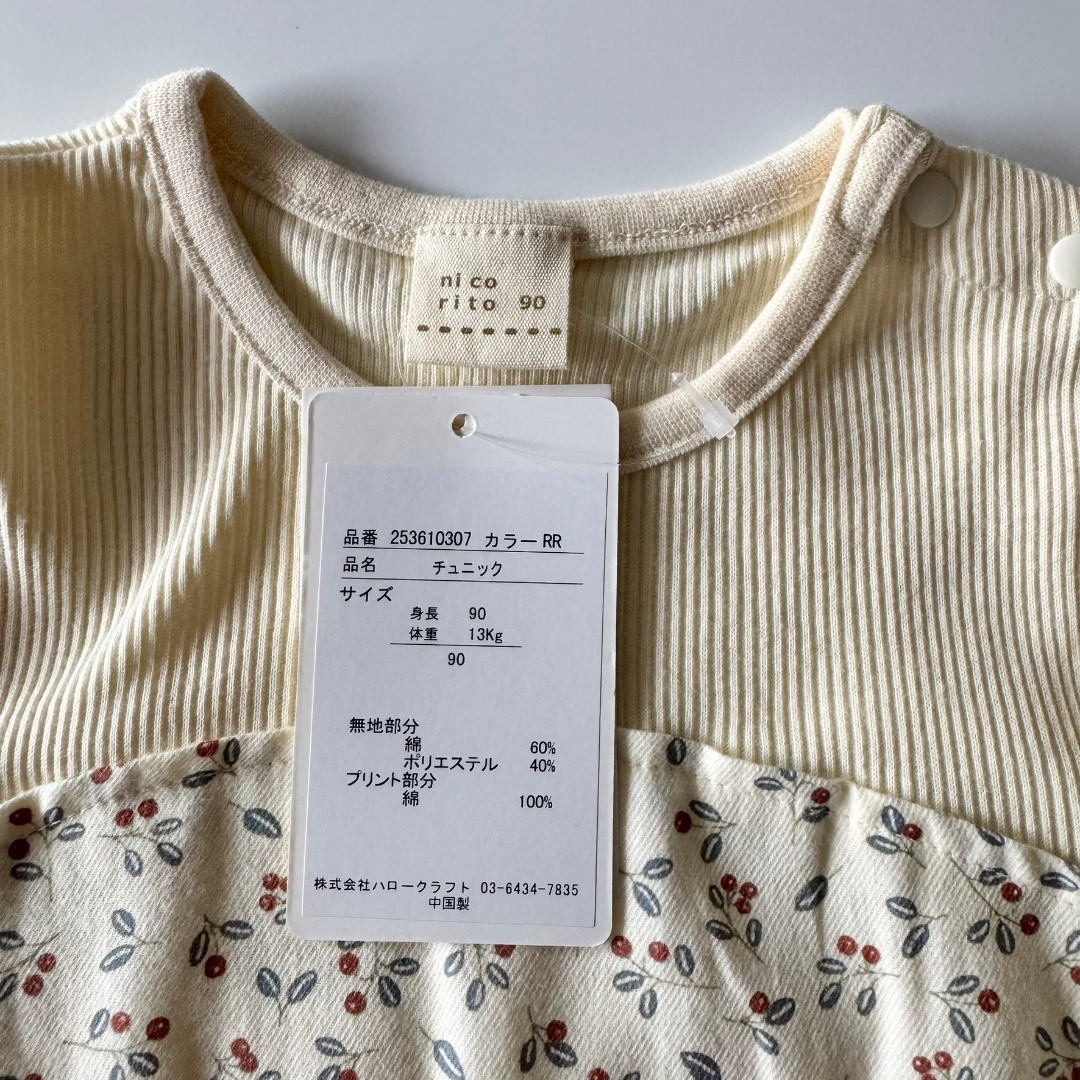 ni co
rito 90
品番 253610307 カラー RR
品名 チュニック
サイズ
身長 90
体重 13Kg
90
無地部分
綿 60%
ポリエステル 40%
プリント部分
綿 100%
株式会社ハロークラフト 03-6434-7835
中国製